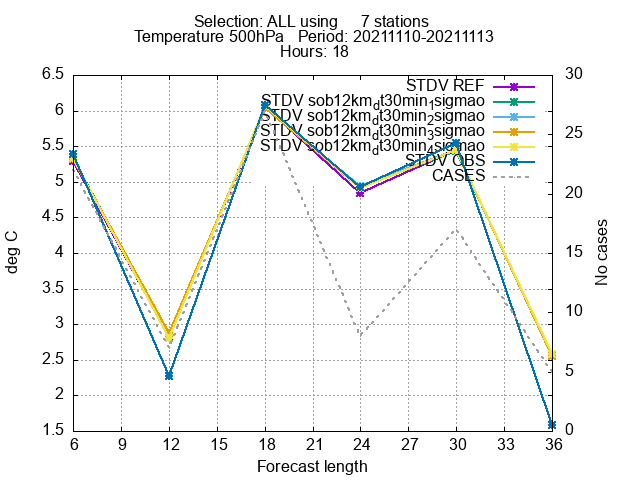 Selection: ALL using 7 stations
Temperature 500hPa Period: 20211110-20211113
Hours: 18
6.5
6
5.5
5
4.5
4
3.5
3
2.5
2
1.5
deg C
30
25
20
15
10
5
0
No cases
STDV REF
STDV sob12km_dt30min_1sigmao
STDV sob12km_dt30min_2sigmao
STDV sob12km_dt30min_3sigmao
STDV sob12km_dt30min_4sigmao
STDV OBS
CASES
6 9 12 15 18 21 24 27 30 33 36
Forecast length